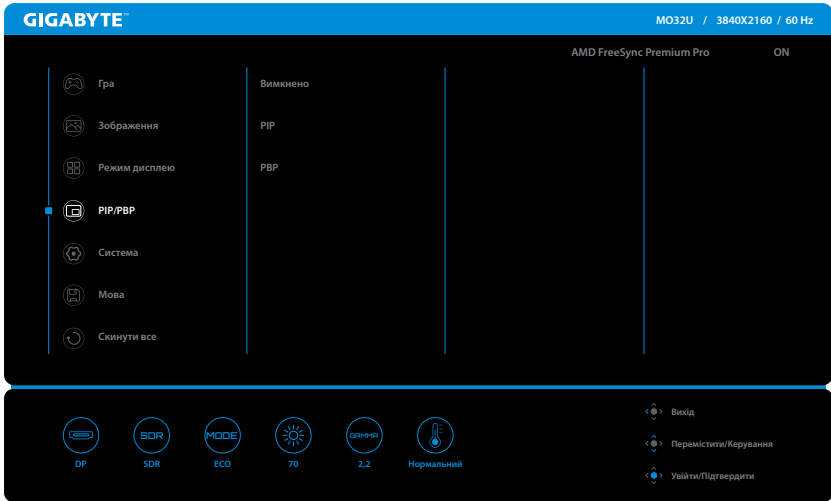 GIGABYTE™
MO32U / 3840X2160 / 60 Hz
AMD FreeSync Premium Pro ON
Гра
Зображення
Режим дисплею
PIP/PBP
Система
Мова
Скинути все
Вимкнено
PIP
PBP
SDR
MODE
GAMMA
DP
SDR
ECO
70
2,2
Нормальний
Вихід
Перемістити/Керування
Увійти/Підтвердити